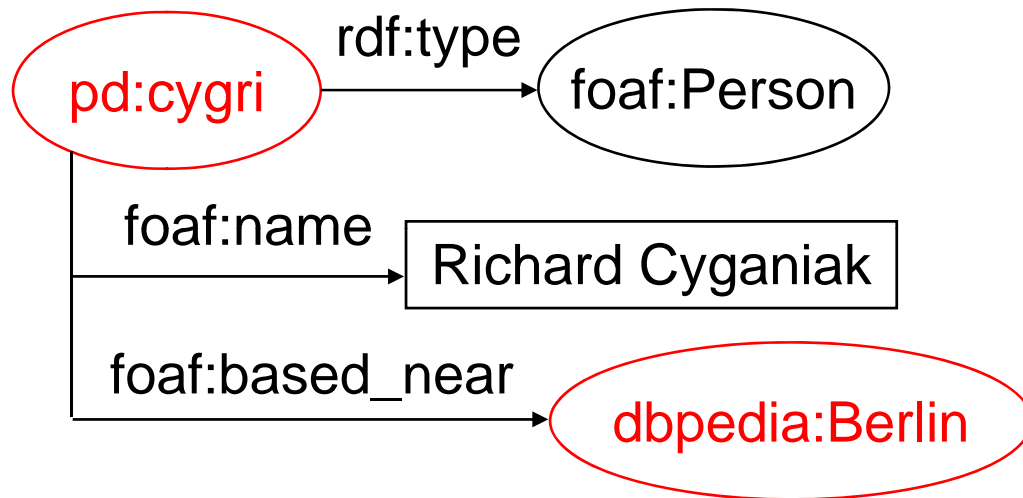 rdf:type
pd:cygri
foaf:Person
foaf:name
Richard Cyganiak
foaf:based_near
dbpedia:Berlin